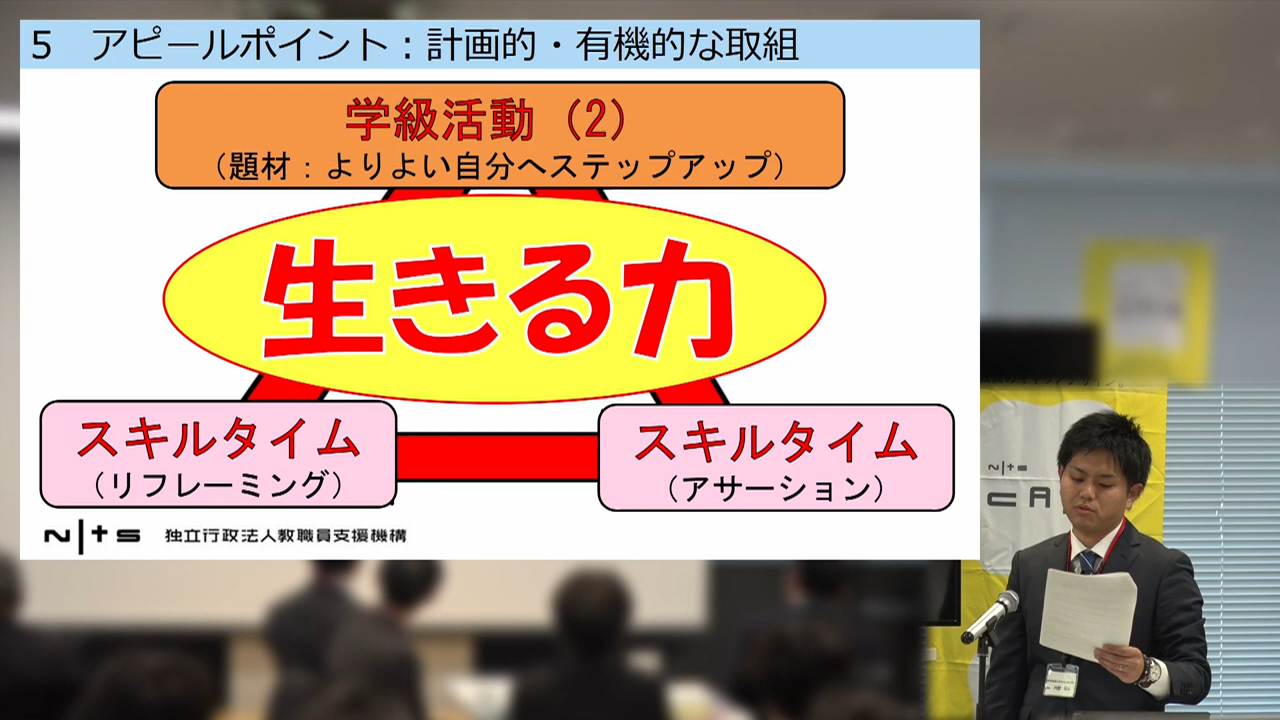 5 アピールポイント：計画的・有機的な取組
学級活動（2）
（題材：よりよい自分へステップアップ）
生きる力
スキルタイム
（リフレーミング）
スキルタイム
（アサーション）
N|ts 独立行政法人教職員支援機構
N|ts
CA